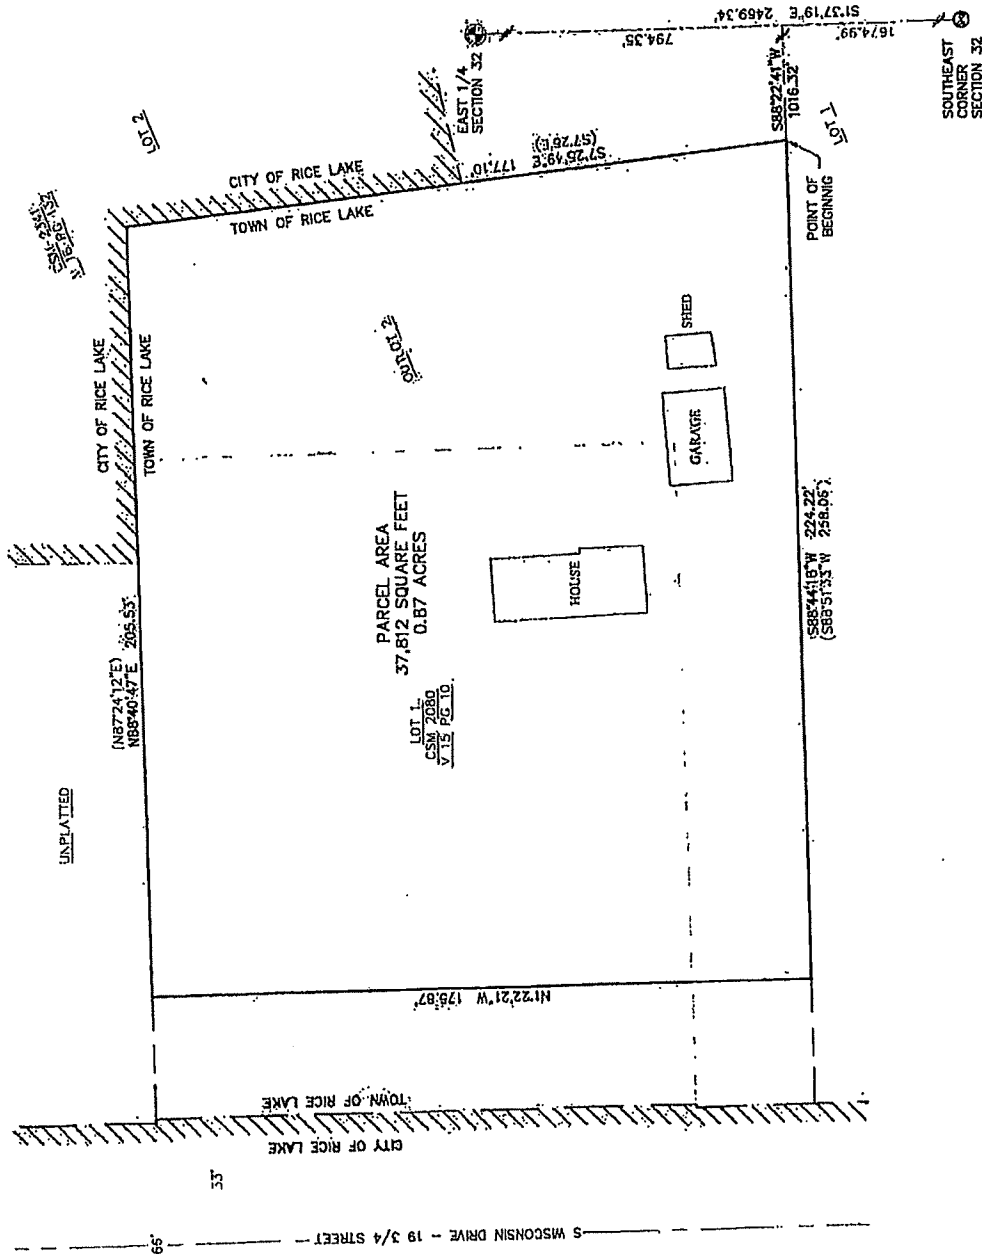 LOT 2
CITY OF RICE LAKE
TOWN OF RICE LAKE
CITY OF RICE LAKE
TOWN OF RICE LAKE
EAST 1/4
SECTION 32
794.35'
S1°37'19"E 2469.34'
1674.99'
S88°22'41"W
1016.32'
SOUTHEAST
CORNER
SECTION 32
LOT 1
POINT OF
BEGINNIG
177.10'
S7°25'49"E
(S7°26'E)
OUTLOT 2
SHED
GARAGE
HOUSE
PARCEL AREA
37,812 SQUARE FEET
0.87 ACRES
LOT 1
CSM 2080
V 15 PG 10
(N87°24'12"E)
N88°40'47"E 205.53'
UNPLATTED
S88°44'18"W 224.22'
(S88°51'33"W 258.06')
N1°22'21"W 175.87'
TOWN OF RICE LAKE
CITY OF RICE LAKE
33'
66'
S WISCONSIN DRIVE - 19 3/4 STREET